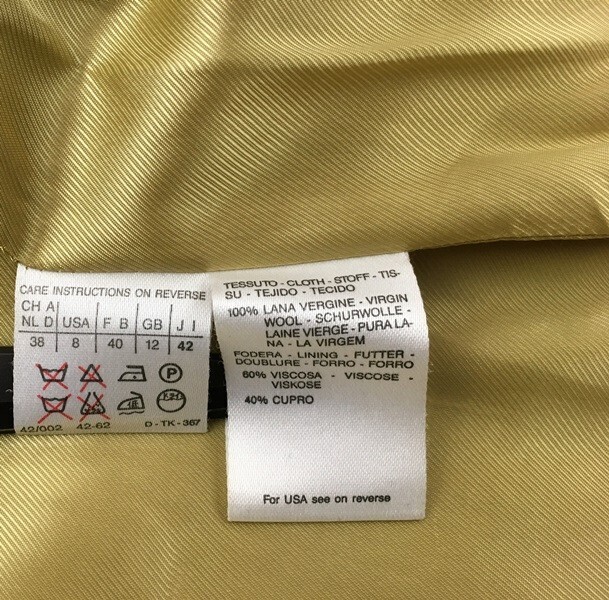 CARE INSTRUCTIONS ON REVERSE
CH A
NL D USA F B GB J I
38 8 40 12 42
P
42/002 42-62 D-TK-367
TESSUTO - CLOTH - STOFF - TIS-
SU - TEJIDO - TECIDO
100% LANA VERGINE - VIRGIN
WOOL - SCHURWOLLE -
LAINE VIERGE - PURA LA-
NA - LA VIRGEM
FODERA - LINING - FUTTER -
DOUBLURE - FORRO - FORRO
60% VISCOSA - VISCOSE -
VISKOSE
40% CUPRO
For USA see on reverse